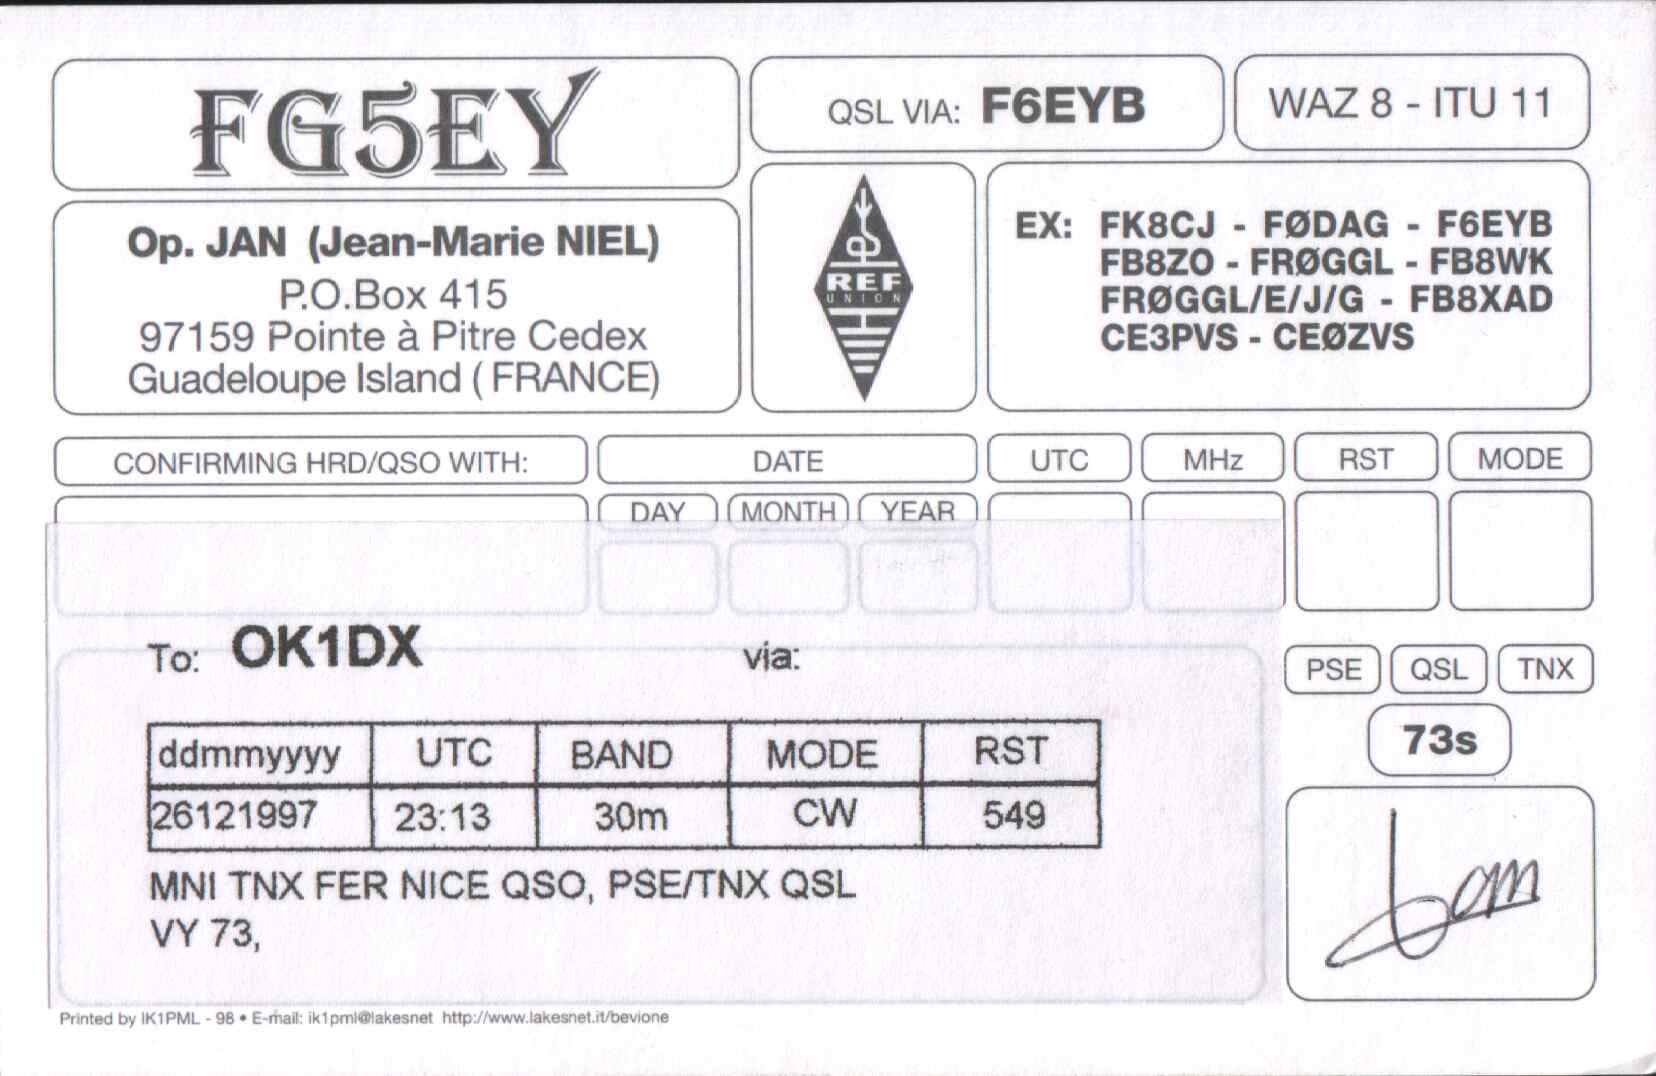 FG5EY
QSL VIA: F6EYB
WAZ 8 - ITU 11
Op. JAN (Jean-Marie NIEL)
P.O.Box 415
97159 Pointe à Pitre Cedex
Guadeloupe Island ( FRANCE)
REF
UNION
EX: FK8CJ - FØDAG - F6EYB
FB8ZO - FRØGGL - FB8WK
FRØGGL/E/J/G - FB8XAD
CE3PVS - CEØZVS
CONFIRMING HRD/QSO WITH: DATE UTC MHz RST MODE
DAY MONTH YEAR
To: OK1DX via:
PSE QSL TNX
73s
ddmmyyyy UTC BAND MODE RST
26121997 23:13 30m CW 549
MNI TNX FER NICE QSO, PSE/TNX QSL
VY 73,
Printed by IK1PML - 98 • E-mail: ik1pml@lakesnet http://www.lakesnet.it/bevione